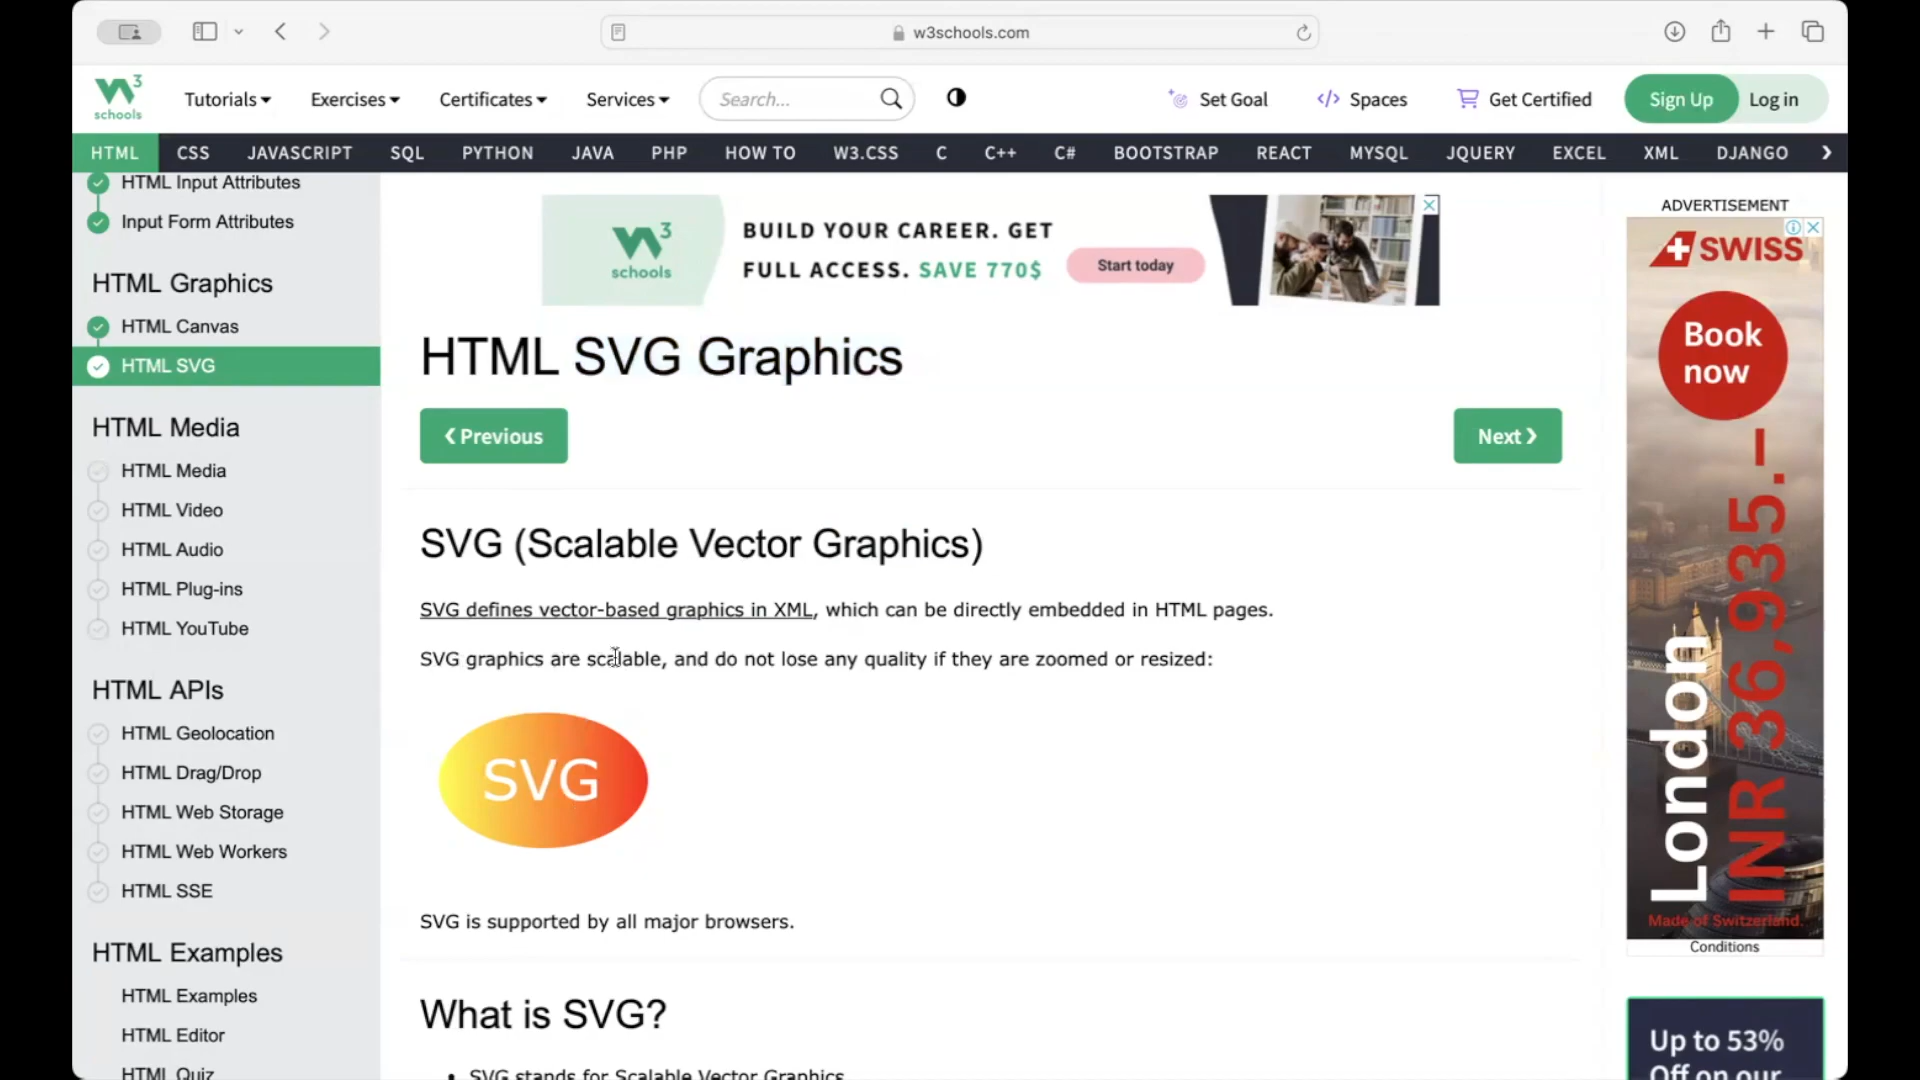 w3schools.com
W 3
schools
Tutorials
Exercises
Certificates
Services
Search...
Set Goal
</> Spaces
Get Certified
Sign Up
Log in
HTML CSS JAVASCRIPT SQL PYTHON JAVA PHP HOW TO W3.CSS C C++ C# BOOTSTRAP REACT MYSQL JQUERY EXCEL XML DJANGO
HTML Input Attributes
Input Form Attributes
HTML Graphics
HTML Canvas
HTML SVG
HTML Media
HTML Media
HTML Video
HTML Audio
HTML Plug-ins
HTML YouTube
HTML APIs
HTML Geolocation
HTML Drag/Drop
HTML Web Storage
HTML Web Workers
HTML SSE
HTML Examples
HTML Examples
HTML Editor
HTML Quiz
W 3
schools
BUILD YOUR CAREER. GET
FULL ACCESS. SAVE 770$
Start today
HTML SVG Graphics
❮ Previous
Next ❯
SVG (Scalable Vector Graphics)
SVG defines vector-based graphics in XML, which can be directly embedded in HTML pages.
SVG graphics are scalable, and do not lose any quality if they are zoomed or resized:
SVG
SVG is supported by all major browsers.
What is SVG?
• SVG stands for Scalable Vector Graphics
ADVERTISEMENT
SWISS
Book
now
London
INR 36,935.–
Made of Switzerland.
Conditions
Up to 53%
Off on our